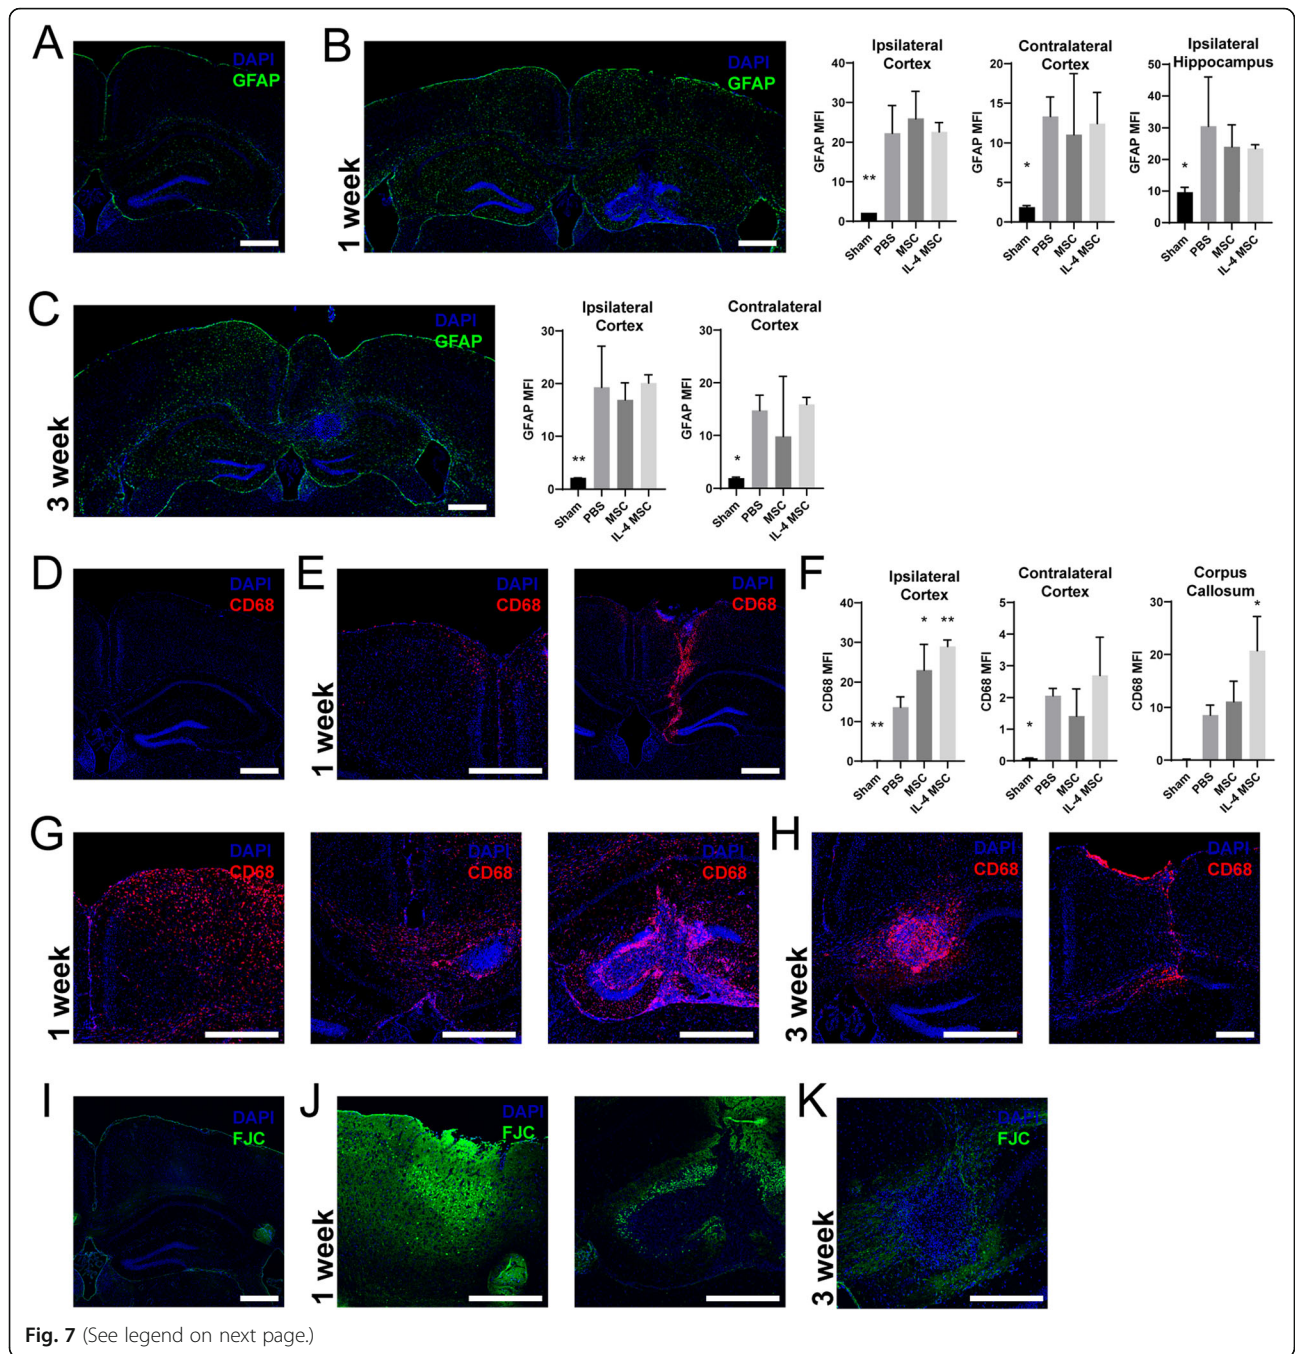 A
DAPI
GFAP
B
1 week
DAPI
GFAP
Ipsilateral
Cortex
GFAP MFI
40
30
20
10
0
**
Sham
PBS
MSC
IL-4 MSC
Contralateral
Cortex
GFAP MFI
20
15
10
5
0
*
Sham
PBS
MSC
IL-4 MSC
Ipsilateral
Hippocampus
GFAP MFI
50
40
30
20
10
0
*
Sham
PBS
MSC
IL-4 MSC
C
3 week
DAPI
GFAP
Ipsilateral
Cortex
GFAP MFI
30
20
10
0
**
Sham
PBS
MSC
IL-4 MSC
Contralateral
Cortex
GFAP MFI
30
20
10
0
*
Sham
PBS
MSC
IL-4 MSC
D
DAPI
CD68
E
1 week
DAPI
CD68
DAPI
CD68
F
Ipsilateral
Cortex
CD68 MFI
40
30
20
10
0
**
*
**
Sham
PBS
MSC
IL-4 MSC
Contralateral
Cortex
CD68 MFI
5
4
3
2
1
0
*
Sham
PBS
MSC
IL-4 MSC
Corpus
Callosum
CD68 MFI
30
20
10
0
*
Sham
PBS
MSC
IL-4 MSC
G
1 week
DAPI
CD68
DAPI
CD68
DAPI
CD68
H
3 week
DAPI
CD68
DAPI
CD68
I
DAPI
FJC
J
1 week
DAPI
FJC
K
3 week
DAPI
FJC
Fig. 7 (See legend on next page.)